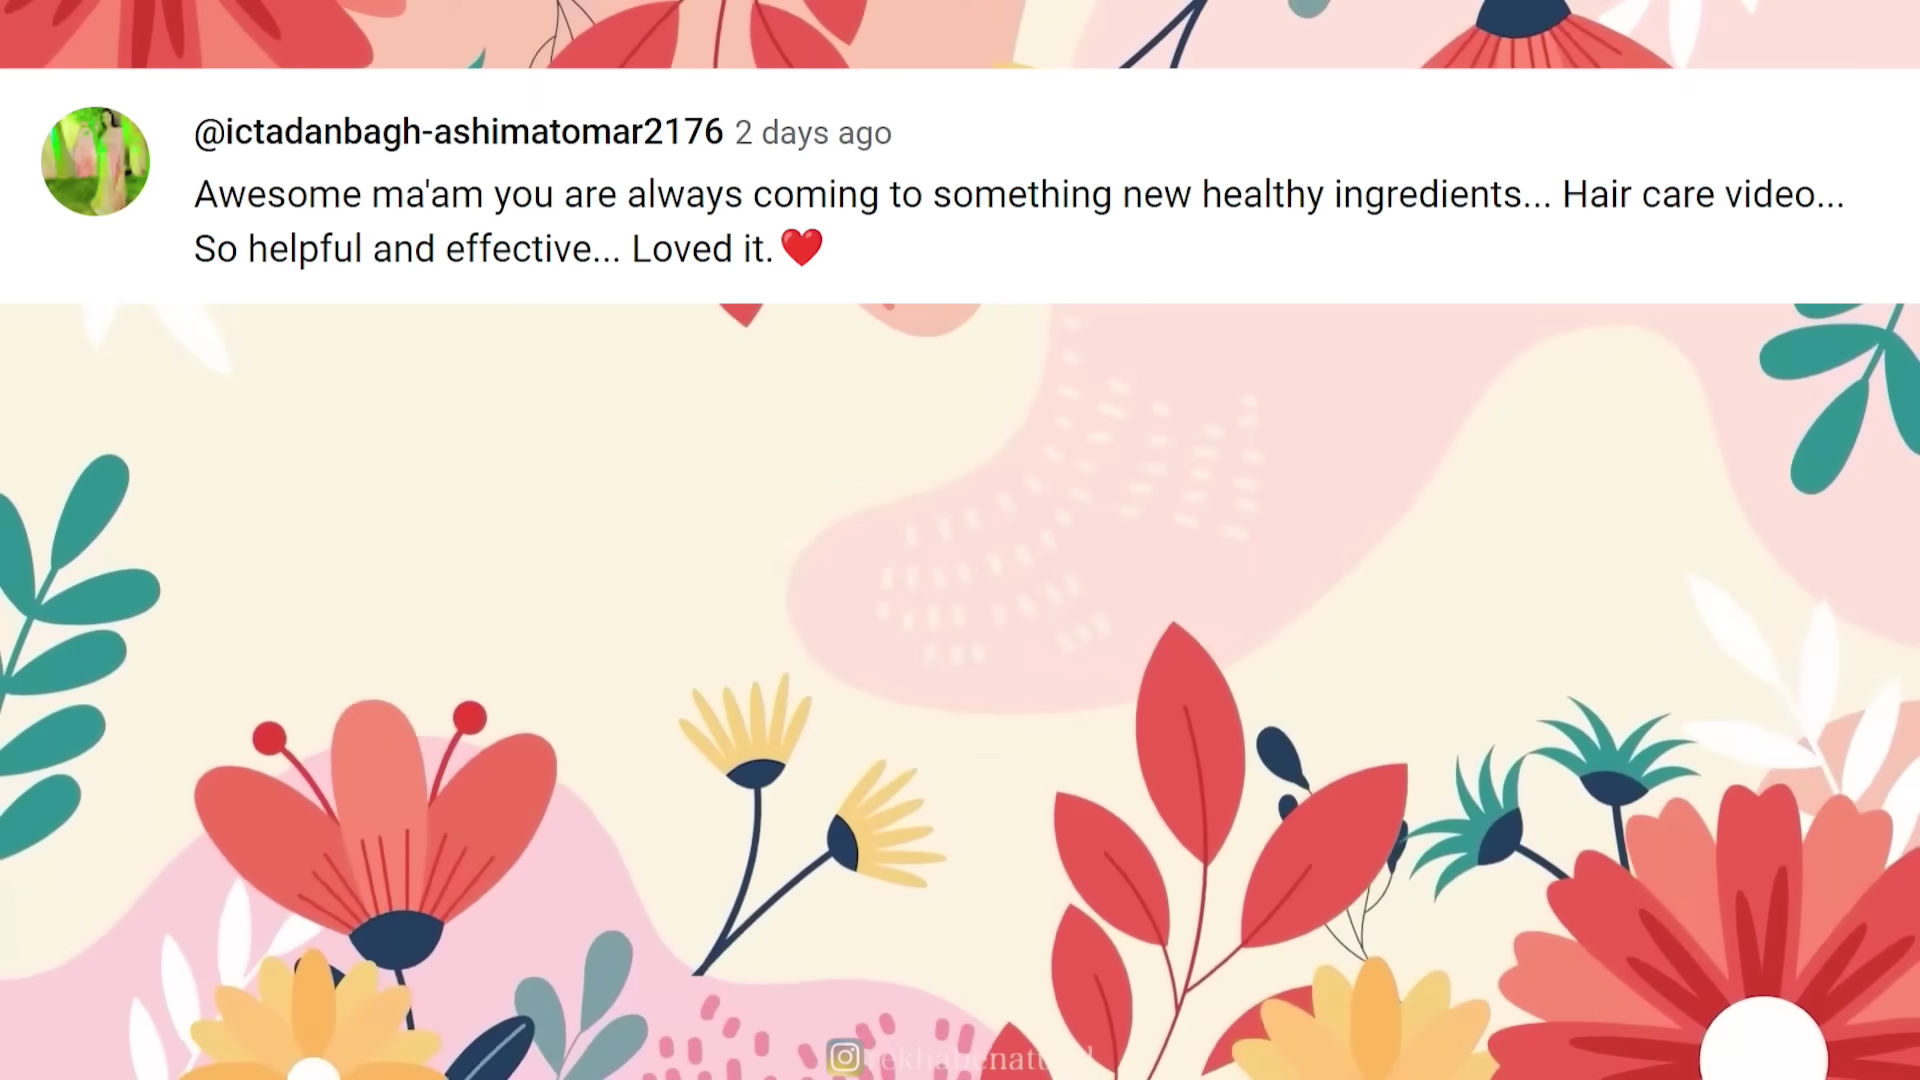 @ictadanbagh-ashimatomar2176 2 days ago
Awesome ma'am you are always coming to something new healthy ingredients... Hair care video...
So helpful and effective... Loved it.❤️